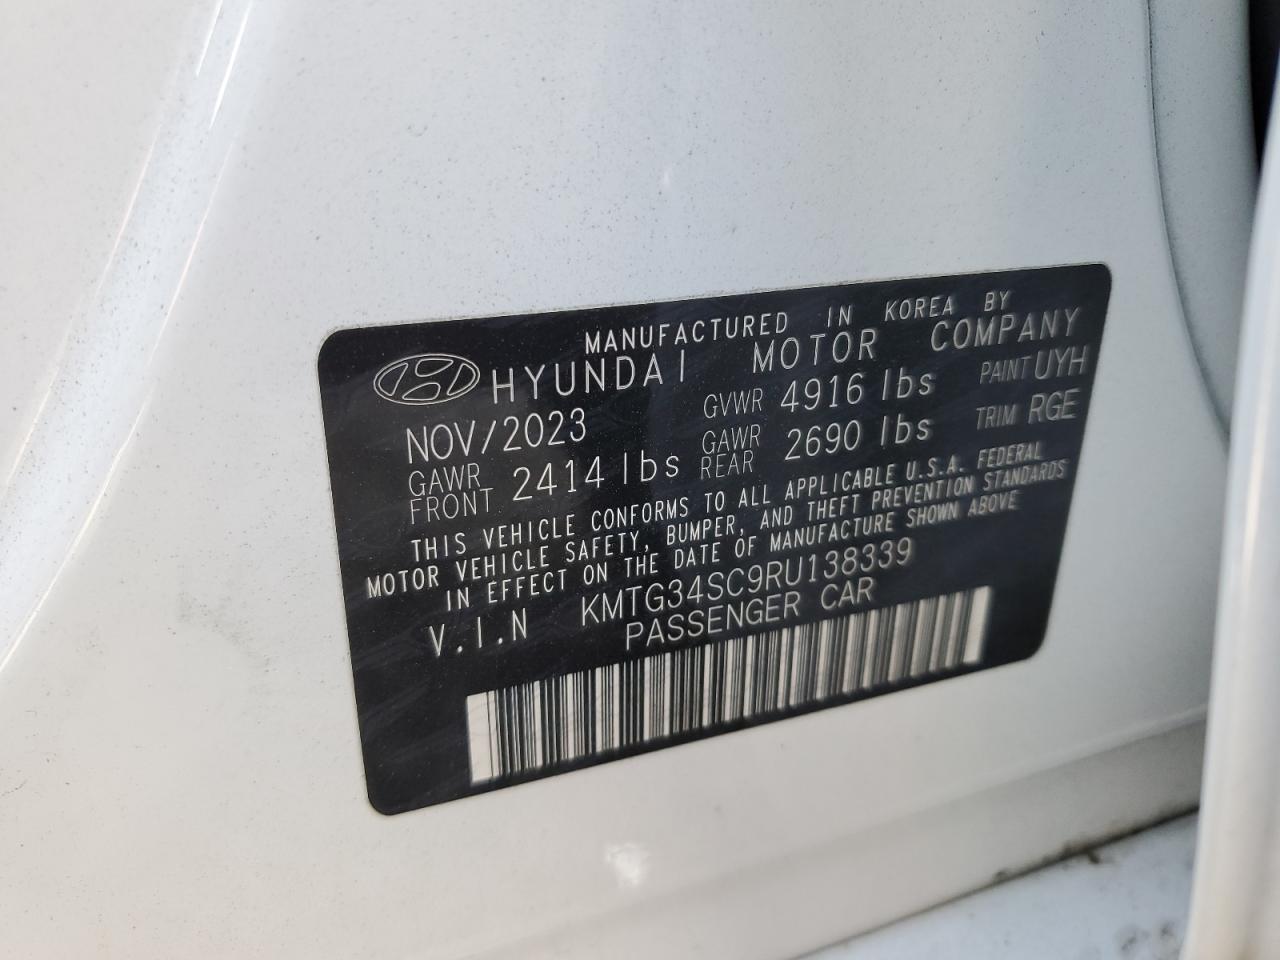 MANUFACTURED IN KOREA BY
HYUNDAI MOTOR COMPANY
NOV/2023 GVWR 4916 lbs PAINT UYH
GAWR FRONT 2414 lbs GAWR REAR 2690 lbs TRIM RGE
THIS VEHICLE CONFORMS TO ALL APPLICABLE U.S.A. FEDERAL
MOTOR VEHICLE SAFETY, BUMPER, AND THEFT PREVENTION STANDARDS
IN EFFECT ON THE DATE OF MANUFACTURE SHOWN ABOVE
V.I.N KMTG34SC9RU138339
PASSENGER CAR